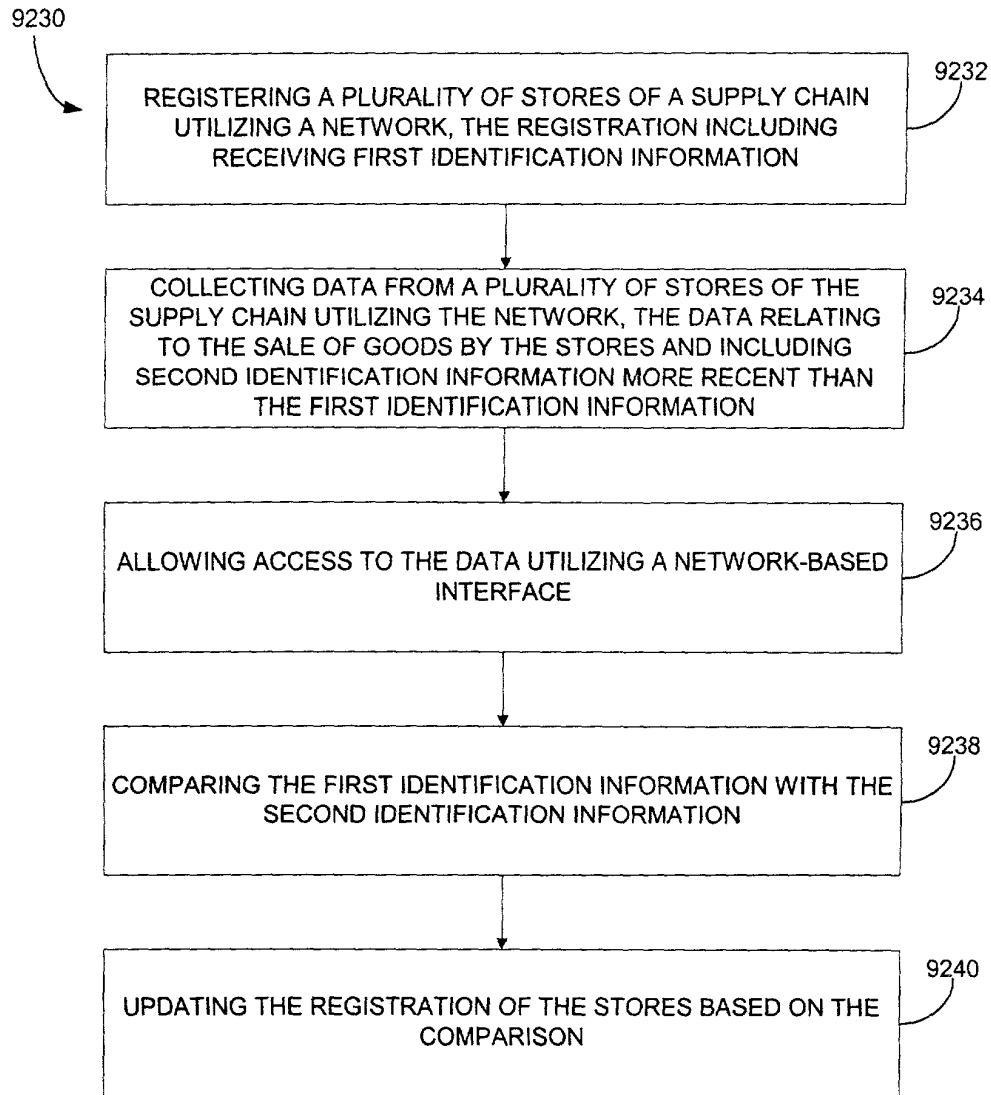 9230
9232
REGISTERING A PLURALITY OF STORES OF A SUPPLY CHAIN
UTILIZING A NETWORK, THE REGISTRATION INCLUDING
RECEIVING FIRST IDENTIFICATION INFORMATION
9234
COLLECTING DATA FROM A PLURALITY OF STORES OF THE
SUPPLY CHAIN UTILIZING THE NETWORK, THE DATA RELATING
TO THE SALE OF GOODS BY THE STORES AND INCLUDING
SECOND IDENTIFICATION INFORMATION MORE RECENT THAN
THE FIRST IDENTIFICATION INFORMATION
9236
ALLOWING ACCESS TO THE DATA UTILIZING A NETWORK-BASED
INTERFACE
9238
COMPARING THE FIRST IDENTIFICATION INFORMATION WITH THE
SECOND IDENTIFICATION INFORMATION
9240
UPDATING THE REGISTRATION OF THE STORES BASED ON THE
COMPARISON